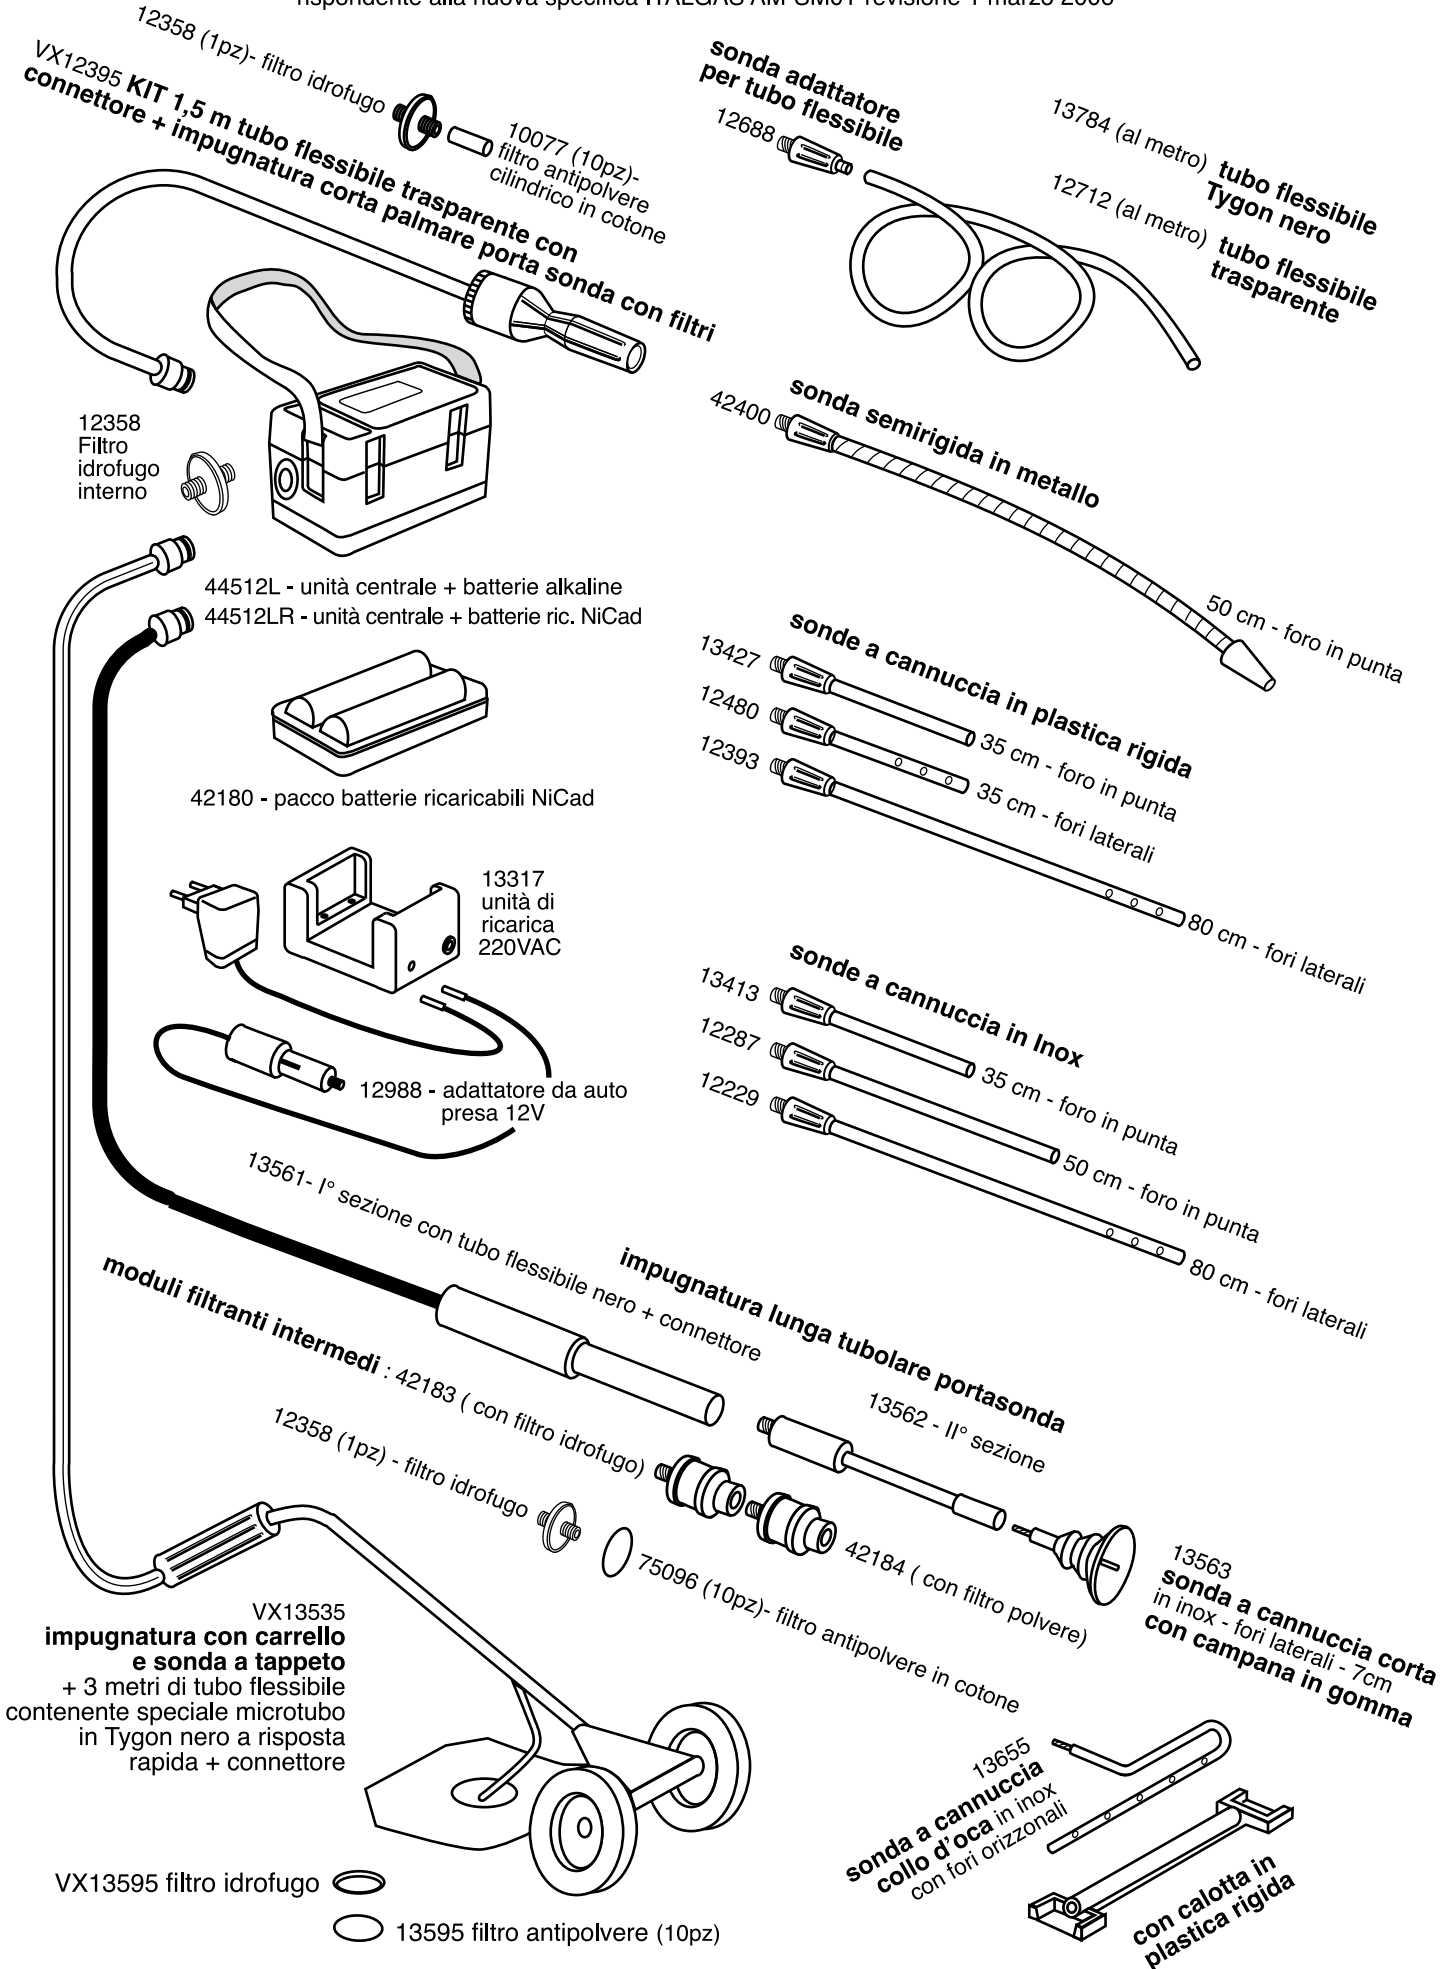 rispondente alla nuova specifica ITALGAS AM-SM01 revisione 1 marzo 2003
12358 (1pz)- filtro idrofugo
VX12395 KIT 1,5 m tubo flessibile trasparente con
connettore + impugnatura corta palmare porta sonda con filtri
10077 (10pz)-
filtro antipolvere
cilindrico in cotone
sonda adattatore
per tubo flessibile
12688
13784 (al metro) tubo flessibile
Tygon nero
12712 (al metro) tubo flessibile
trasparente
12358
Filtro
idrofugo
interno
42400
sonda semirigida in metallo
50 cm - foro in punta
44512L - unità centrale + batterie alkaline
44512LR - unità centrale + batterie ric. NiCad
42180 - pacco batterie ricaricabili NiCad
sonde a cannuccia in plastica rigida
13427
35 cm - foro in punta
12480
35 cm - fori laterali
12393
80 cm - fori laterali
13317
unità di
ricarica
220VAC
12988 - adattatore da auto
presa 12V
sonde a cannuccia in Inox
13413
35 cm - foro in punta
12287
50 cm - foro in punta
12229
80 cm - fori laterali
13561- I° sezione con tubo flessibile nero + connettore
impugnatura lunga tubolare portasonda
13562 - II° sezione
moduli filtranti intermedi : 42183 ( con filtro idrofugo)
12358 (1pz) - filtro idrofugo
42184 ( con filtro polvere)
75096 (10pz)- filtro antipolvere in cotone
13563
sonda a cannuccia corta
in inox - fori laterali - 7cm
con campana in gomma
VX13535
impugnatura con carrello
e sonda a tappeto
+ 3 metri di tubo flessibile
contenente speciale microtubo
in Tygon nero a risposta
rapida + connettore
13655
sonda a cannuccia
collo d'oca in inox
con fori orizzonali
con calotta in
plastica rigida
VX13595 filtro idrofugo
13595 filtro antipolvere (10pz)